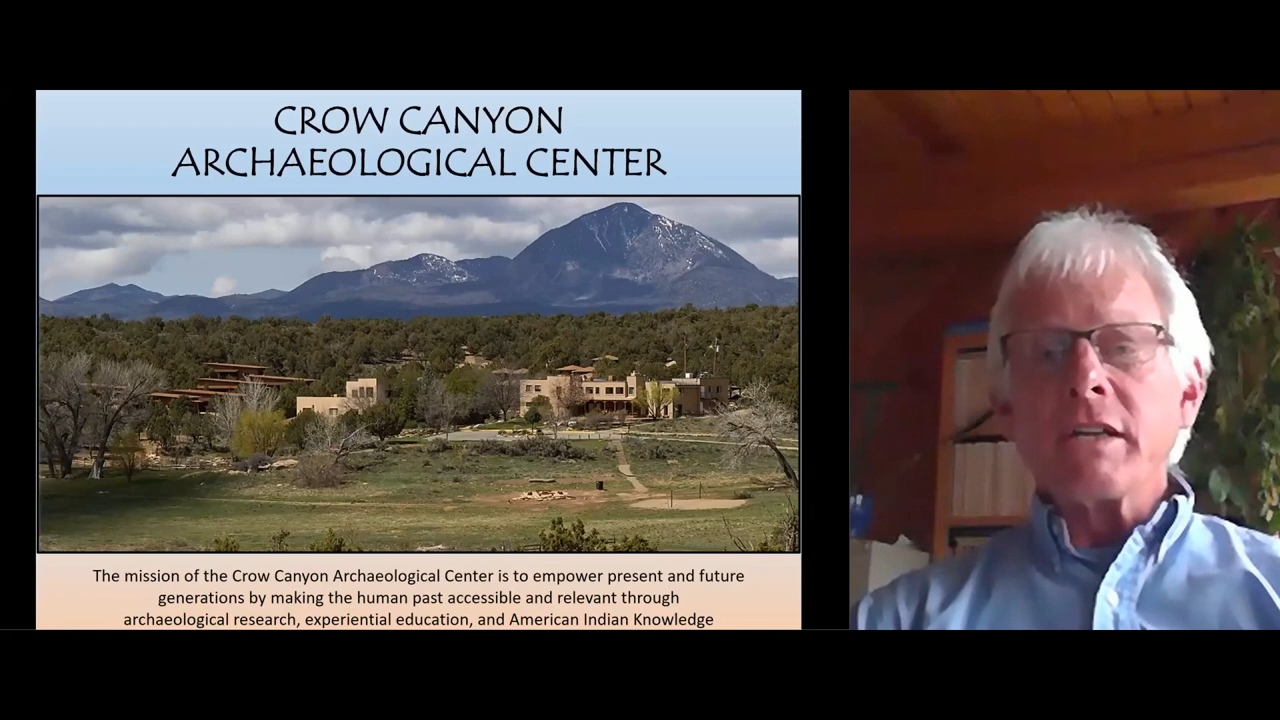 CROW CANYON
ARCHAEOLOGICAL CENTER
The mission of the Crow Canyon Archaeological Center is to empower present and future
generations by making the human past accessible and relevant through
archaeological research, experiential education, and American Indian Knowledge